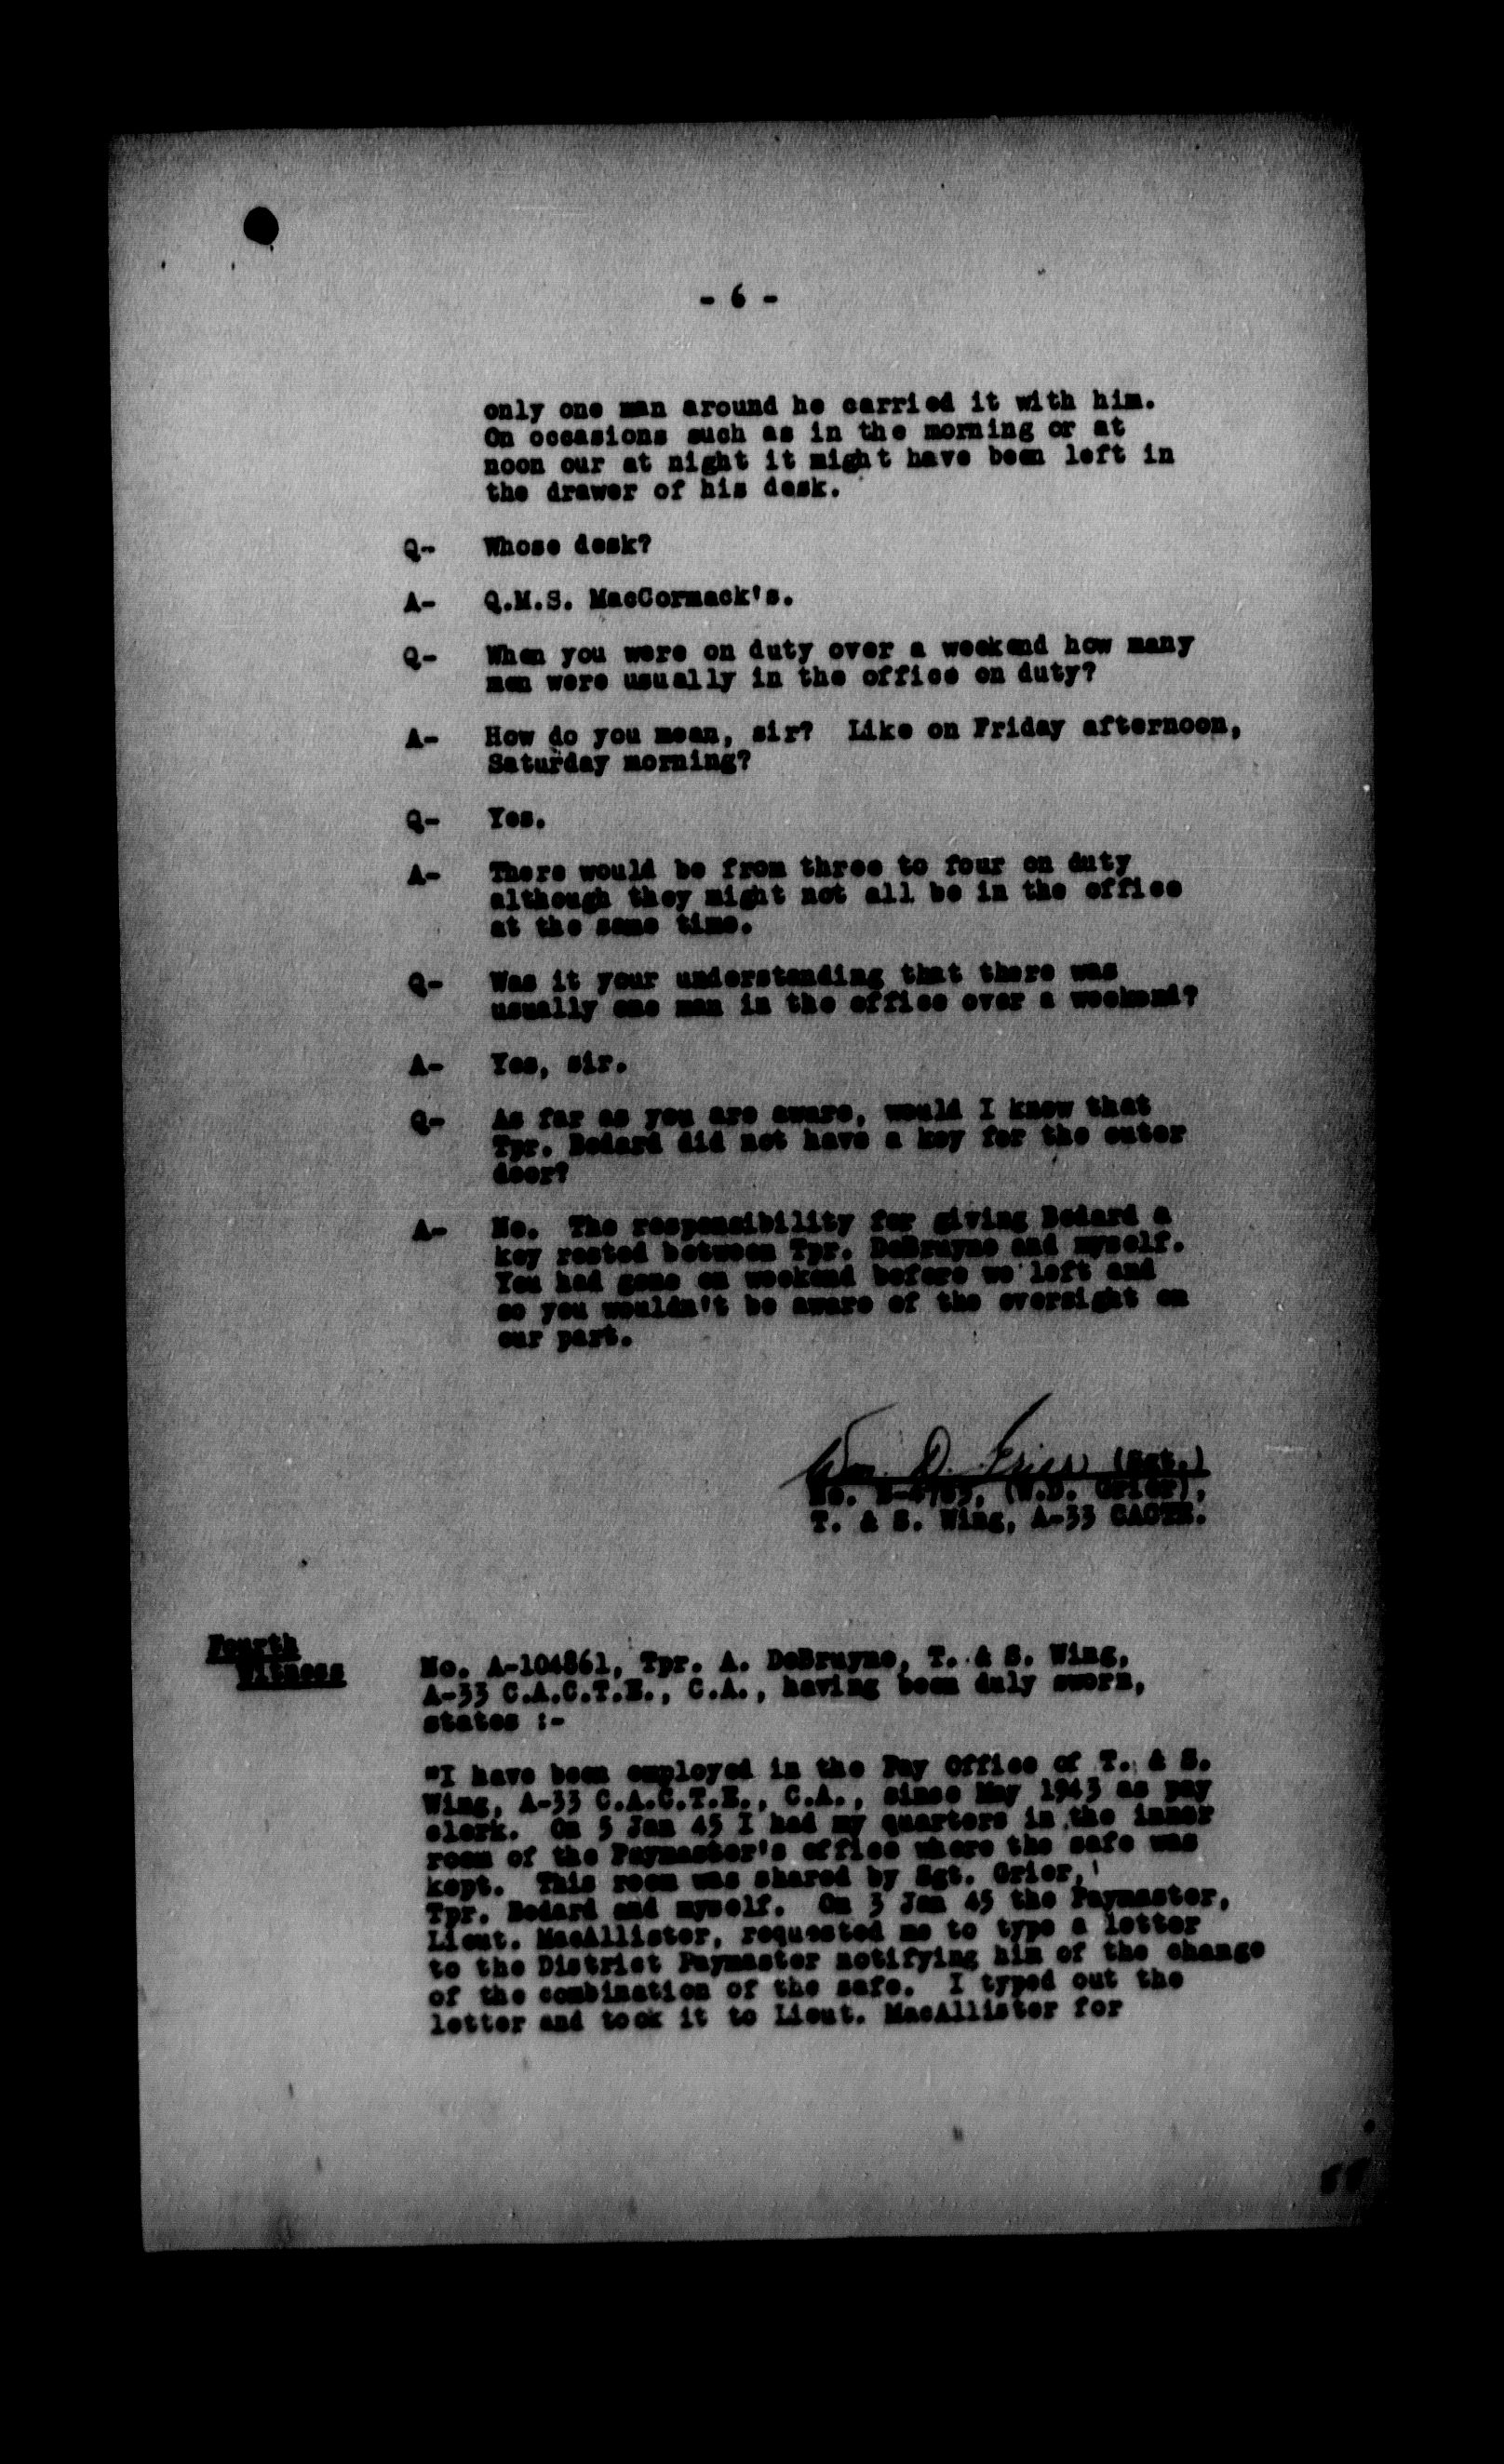 - 6 -
only one man around he carried it with him.
On occasions such as in the morning or at
noon our at night it might have been left in
the drawer of his desk.
Q- Whose desk?
A- Q.M.S. MacCormack's.
Q- When you were on duty over a weekend how many
men were usually in the office on duty?
A- How do you mean, sir? Like on Friday afternoon,
Saturday morning?
Q- Yes.
A- There would be from three to four on duty
although they might not all be in the office
at the same time.
Q- Was it your understanding that there was
usually one man in the office over a weekend?
A- Yes, sir.
Q- As far as you are aware, would I know that
Tpr. Bedard did not have a key for the outer
door?
A- No. The responsibility for giving Bedard a
key rested between Tpr. DeBruyne and myself.
You had gone on weekend before we left and
so you wouldn't be aware of the oversight on
our part.
Wm. D. Grier (Sgt.)
No. (W.D. Grier),
T. & S. Wing, A-33 CACTE.
Fourth
Witness
No. A-104861, Tpr. A. DeBruyne, T. & S. Wing,
A-33 C.A.C.T.E., C.A., having been duly sworn,
states :-
"I have been employed in the Pay Office of T. & S.
Wing, A-33 C.A.C.T.E., C.A., since May 1943 as pay
clerk. On 5 Jan 45 I had my quarters in the inner
room of the Paymaster's office where the safe was
kept. This room was shared by Sgt. Grier,
Tpr. Bedard and myself. On 3 Jan 45 the Paymaster,
Lieut. MacAllister, requested me to type a letter
to the District Paymaster notifying him of the change
of the combination of the safe. I typed out the
letter and took it to Lieut. MacAllister for